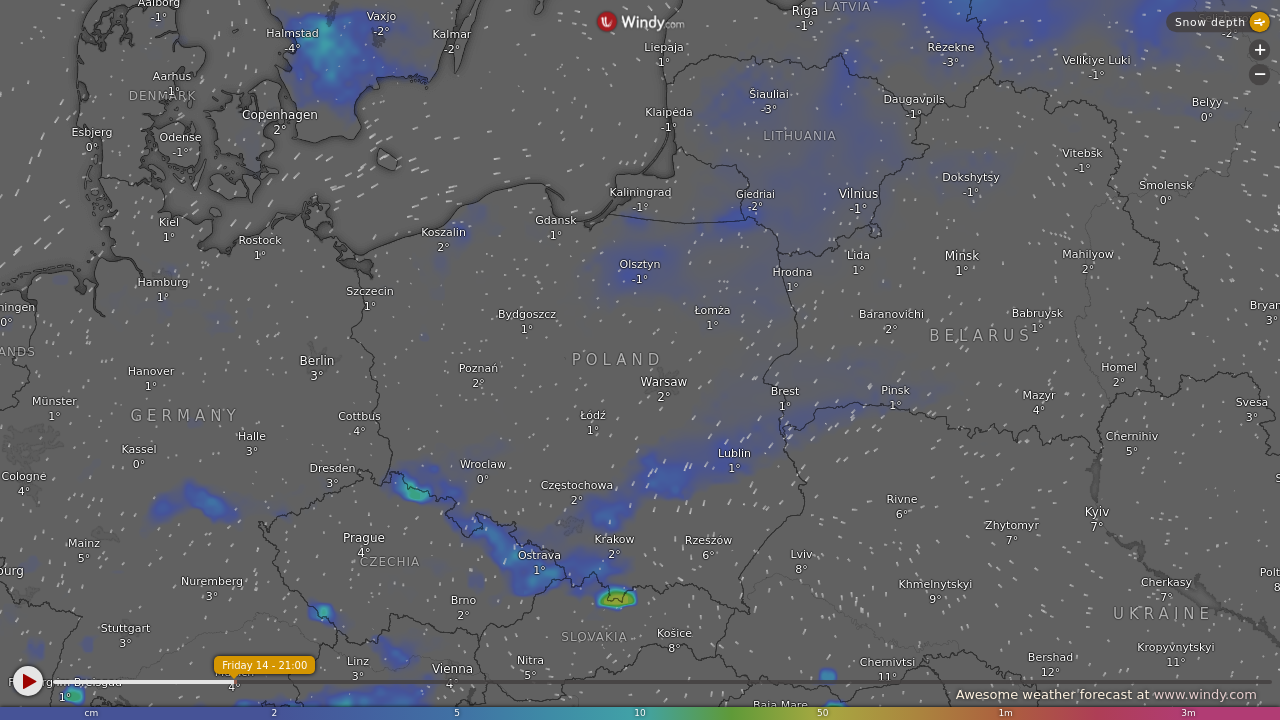 Aalborg
-1°
Vaxjo
-2°
Halmstad
-4°
Kalmar
-2°
Windy.com
Liepaja
1°
Riga
-1°
LATVIA
Snow depth
-2°
Rēzekne
-3°
Velikiye Luki
-1°
+
−
Aarhus
1°
DENMARK
Copenhagen
2°
Esbjerg
0°
Odense
-1°
Klaipėda
-1°
Šiauliai
-3°
LITHUANIA
Daugavpils
-1°
Belyy
0°
Vitebsk
-1°
Dokshytsy
-1°
Smolensk
0°
Kaliningrad
-1°
Giedriai
-2°
Vilnius
-1°
Kiel
1°
Rostock
1°
Koszalin
2°
Gdansk
-1°
Olsztyn
-1°
Hrodna
1°
Lida
1°
Minsk
1°
Mahilyow
2°
Hamburg
1°
Szczecin
1°
ningen
0°
Bydgoszcz
1°
Łomża
1°
Baranovichi
2°
Babruysk
1°
Bryan
3°
BELARUS
ANDS
POLAND
Berlin
3°
Hanover
1°
Poznań
2°
Warsaw
2°
Brest
1°
Pinsk
1°
Homel
2°
Mazyr
4°
Svesa
3°
Münster
1°
GERMANY
Cottbus
4°
Łódź
1°
Halle
3°
Kassel
0°
Chernihiv
5°
Cologne
4°
Dresden
3°
Wroclaw
0°
Częstochowa
2°
Lublin
1°
Rivne
6°
Kyiv
7°
Zhytomyr
7°
Mainz
5°
Prague
4°
CZECHIA
Ostrava
1°
Krakow
2°
Rzeszów
6°
Lviv
8°
burg
Nuremberg
3°
Khmelnytskyi
9°
Cherkasy
7°
Polt
8
UKRAINE
Brno
2°
Stuttgart
3°
SLOVAKIA
Košice
8°
Kropyvnytskyi
11°
Bershad
12°
Chernivtsi
11°
Linz
3°
Vienna
4°
Nitra
5°
Friday 14 - 21:00
4°
1°
Baia Mare
Awesome weather forecast at www.windy.com
cm 2 5 10 50 1m 3m